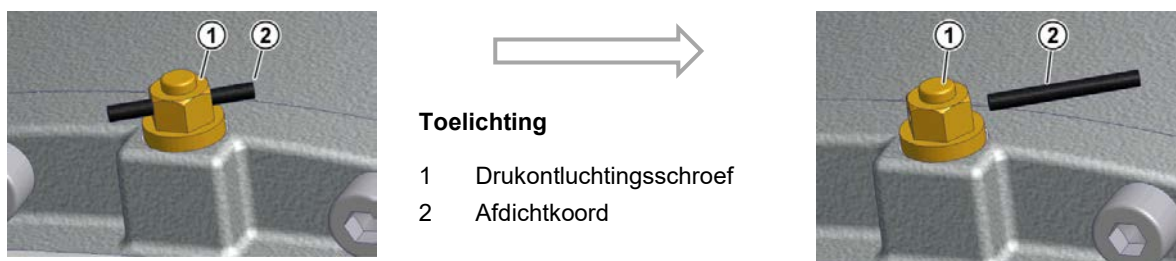 1 2
1 2
Toelichting
1 Drukontluchtingsschroef
2 Afdichtkoord